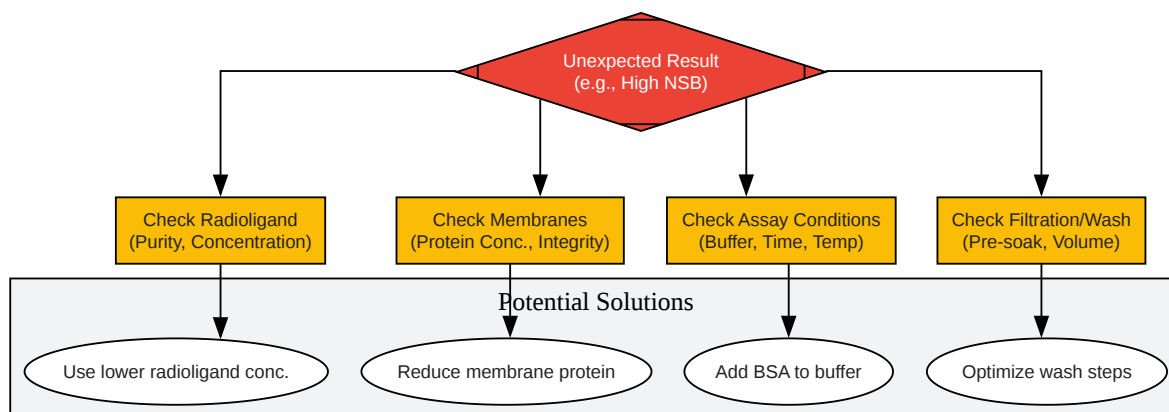 Unexpected Result
(e.g., High NSB)
Check Radioligand
(Purity, Concentration)
Check Membranes
(Protein Conc., Integrity)
Check Assay Conditions
(Buffer, Time, Temp)
Check Filtration/Wash
(Pre-soak, Volume)
Potential Solutions
Use lower radioligand conc.
Reduce membrane protein
Add BSA to buffer
Optimize wash steps